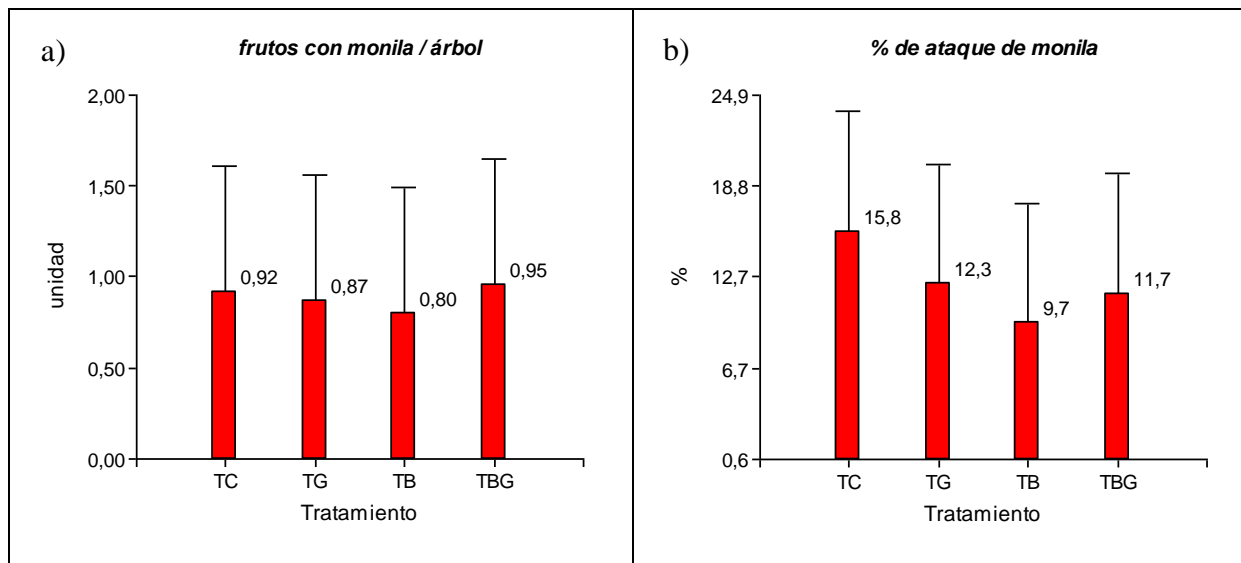 a)
frutos con monila / árbol
2,00
1,50
1,00
0,50
0,00
unidad
0,92
0,87
0,80
0,95
TC TG TB TBG
Tratamiento
b)
% de ataque de monila
24,9
18,8
12,7
6,7
0,6
%
15,8
12,3
9,7
11,7
TC TG TB TBG
Tratamiento